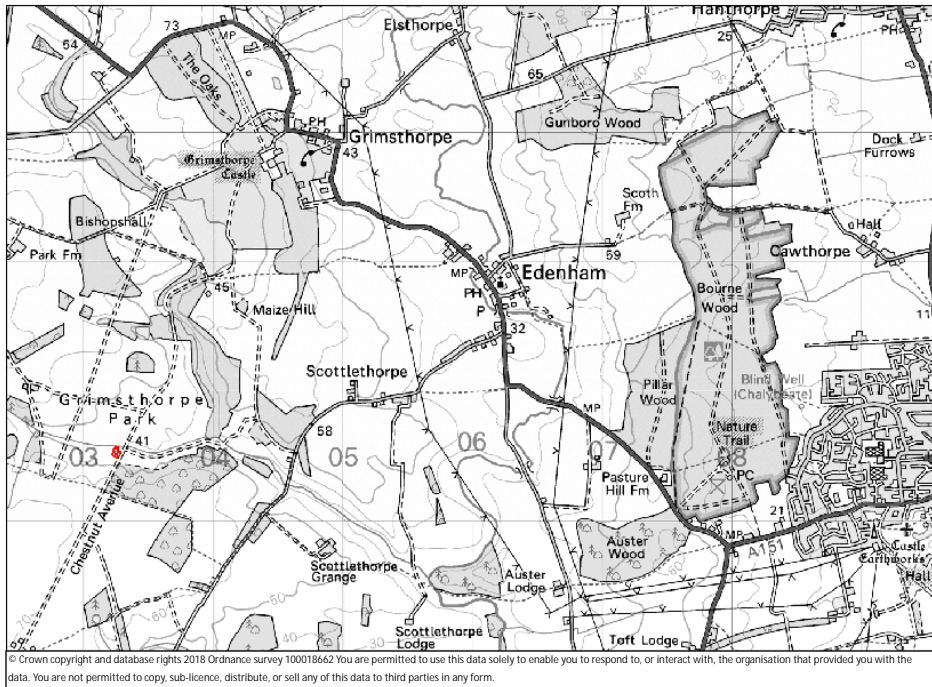 Elsthorpe
Hanthorpe
73
MP
PH
64
25
The Oaks
65
PH
Gunboro Wood
Grimsthorpe
43
Dock
Furrows
Grimsthorpe
Castle
Scoth
Fm
Bishopshall
Hall
Park Fm
59
Cawthorpe
MP
Edenham
45
PH
Bourne
Wood
Maize Hill
P
32
11
Scottlethorpe
Pillar
Wood
Blind Well
(Chalybeate)
Grimsthorpe
Park
MP
58
Nature
Trail
41
03
04
05
06
07
08
Pasture
Hill Fm
PC
Chestnut Avenue
21
MP
A151
Auster
Wood
Castle
Earthworks
Hall
Scottlethorpe
Grange
Auster
Lodge
Scottlethorpe
Lodge
Toft Lodge
© Crown copyright and database rights 2018 Ordnance survey 100018662 You are permitted to use this data solely to enable you to respond to, or interact with, the organisation that provided you with the
data. You are not permitted to copy, sub-licence, distribute, or sell any of this data to third parties in any form.